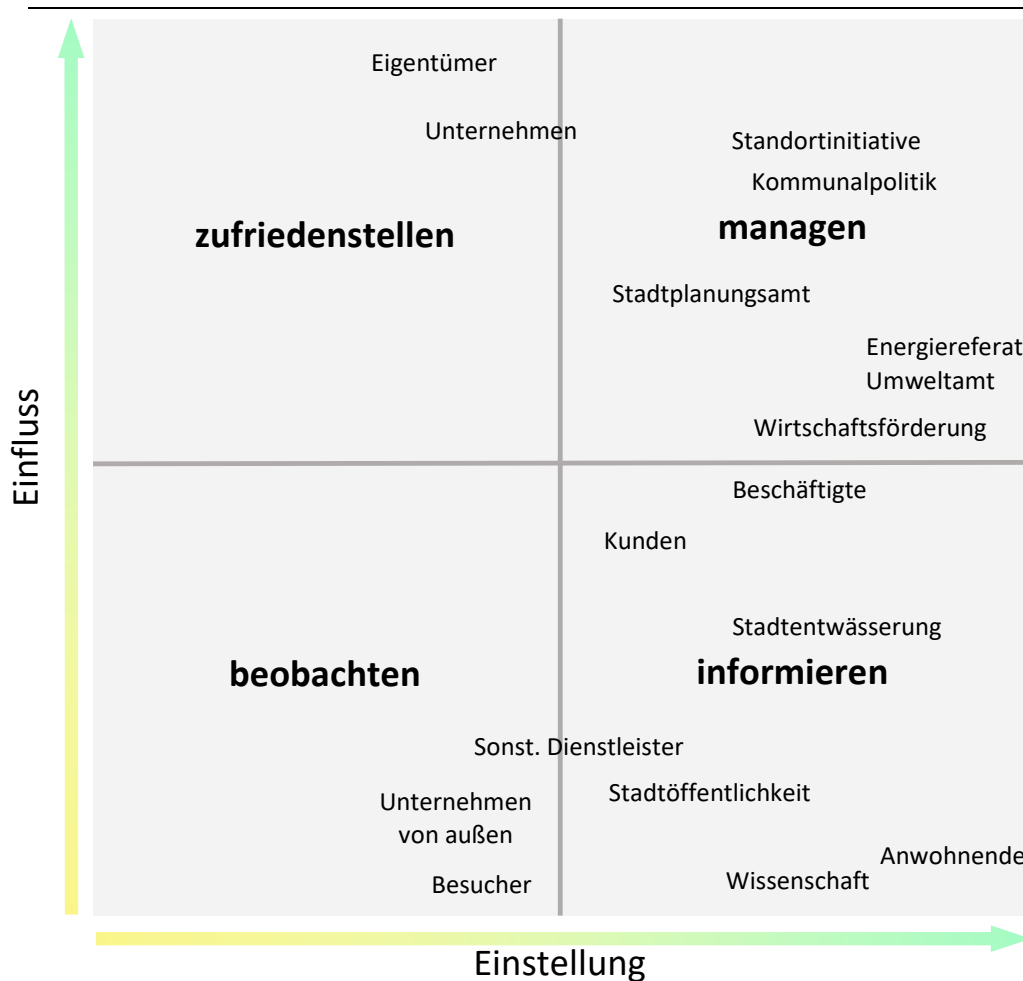 Eigentümer
Unternehmen
Standortinitiative
Kommunalpolitik
zufriedenstellen
managen
Stadtplanungsamt
Energiereferat
Umweltamt
Wirtschaftsförderung
Einfluss
Beschäftigte
Kunden
Stadtentwässerung
beobachten
informieren
Sonst. Dienstleister
Unternehmen
von außen
Stadtöffentlichkeit
Anwohnende
Wissenschaft
Besucher
Einstellung